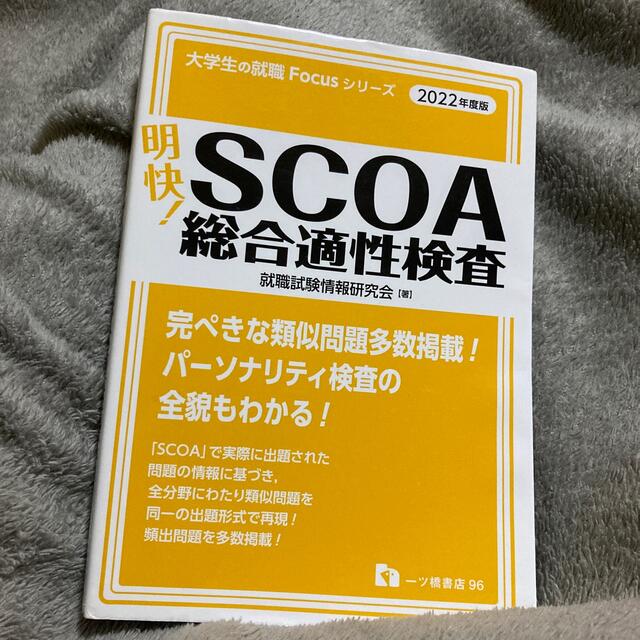 大学生の就職 Focus シリーズ
2022年度版
明快!
SCOA
総合適性検査
就職試験情報研究会【著】
完ぺきな類似問題多数掲載!
パーソナリティ検査の
全貌もわかる!
「SCOA」で実際に出題された
問題の情報に基づき,
全分野にわたり類似問題を
同一の出題形式で再現!
頻出問題を多数掲載!
一ツ橋書店 96